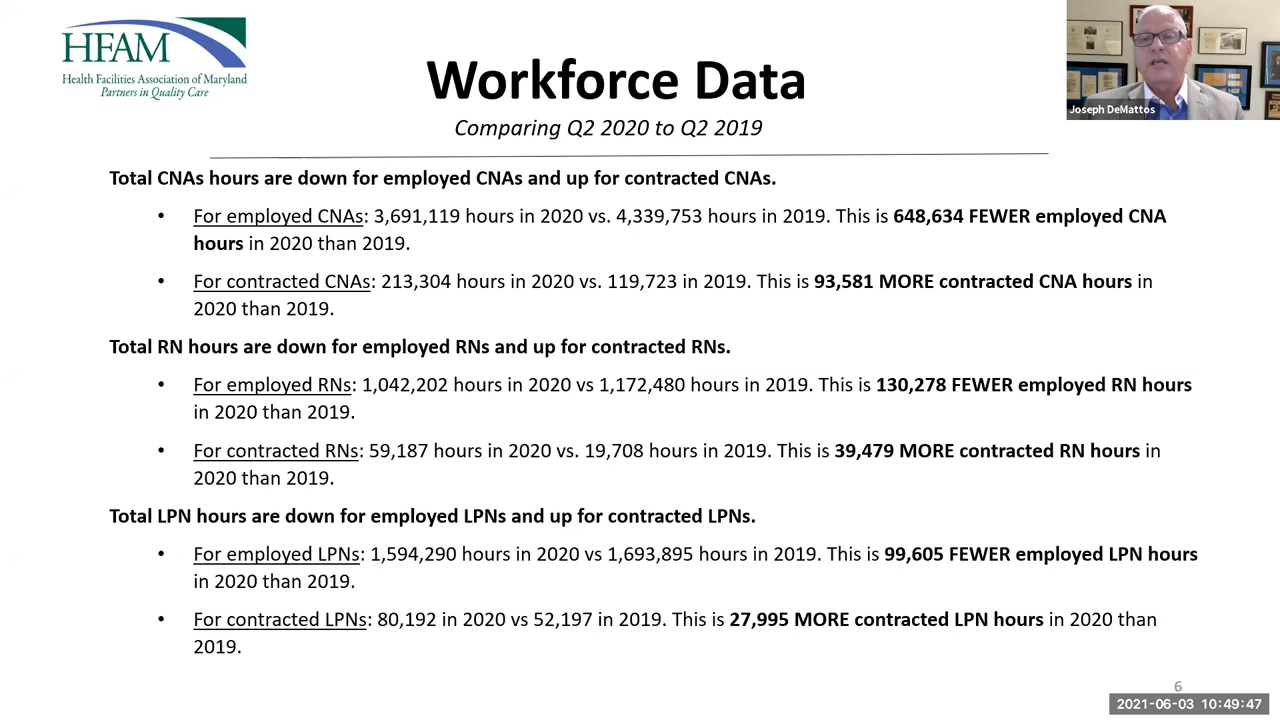 HFAM
Health Facilities Association of Maryland
Partners in Quality Care
Workforce Data
Comparing Q2 2020 to Q2 2019
Joseph DeMattos
Total CNAs hours are down for employed CNAs and up for contracted CNAs.
• For employed CNAs: 3,691,119 hours in 2020 vs. 4,339,753 hours in 2019. This is 648,634 FEWER employed CNA
hours in 2020 than 2019.
• For contracted CNAs: 213,304 hours in 2020 vs. 119,723 in 2019. This is 93,581 MORE contracted CNA hours in
2020 than 2019.
Total RN hours are down for employed RNs and up for contracted RNs.
• For employed RNs: 1,042,202 hours in 2020 vs 1,172,480 hours in 2019. This is 130,278 FEWER employed RN hours
in 2020 than 2019.
• For contracted RNs: 59,187 hours in 2020 vs. 19,708 hours in 2019. This is 39,479 MORE contracted RN hours in
2020 than 2019.
Total LPN hours are down for employed LPNs and up for contracted LPNs.
• For employed LPNs: 1,594,290 hours in 2020 vs 1,693,895 hours in 2019. This is 99,605 FEWER employed LPN hours
in 2020 than 2019.
• For contracted LPNs: 80,192 in 2020 vs 52,197 in 2019. This is 27,995 MORE contracted LPN hours in 2020 than
2019.
6
2021-06-03 10:49:47